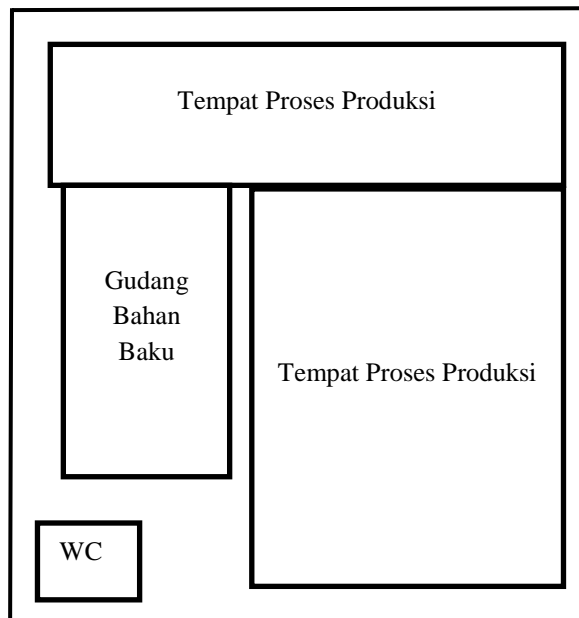 Tempat Proses Produksi
Gudang
Bahan
Baku
Tempat Proses Produksi
WC